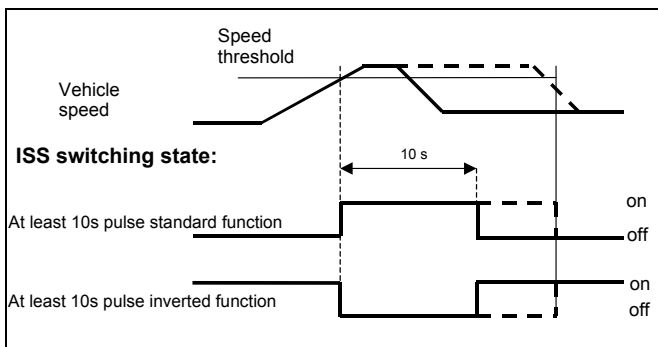 Speed
threshold
Vehicle
speed
ISS switching state:
10 s
At least 10s pulse standard function
on
off
At least 10s pulse inverted function
on
off